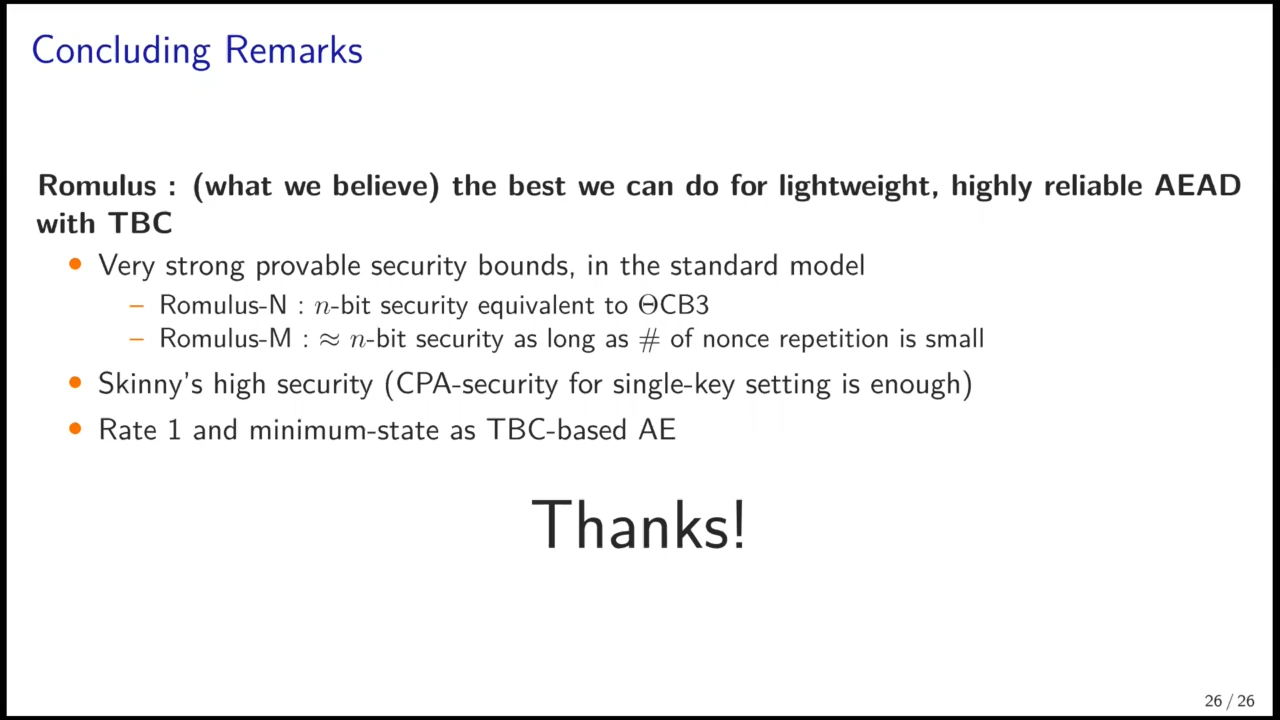 Concluding Remarks
Romulus : (what we believe) the best we can do for lightweight, highly reliable AEAD
with TBC
• Very strong provable security bounds, in the standard model
– Romulus-N : n-bit security equivalent to ΘCB3
– Romulus-M : ≈ n-bit security as long as # of nonce repetition is small
• Skinny's high security (CPA-security for single-key setting is enough)
• Rate 1 and minimum-state as TBC-based AE
Thanks!
26 / 26